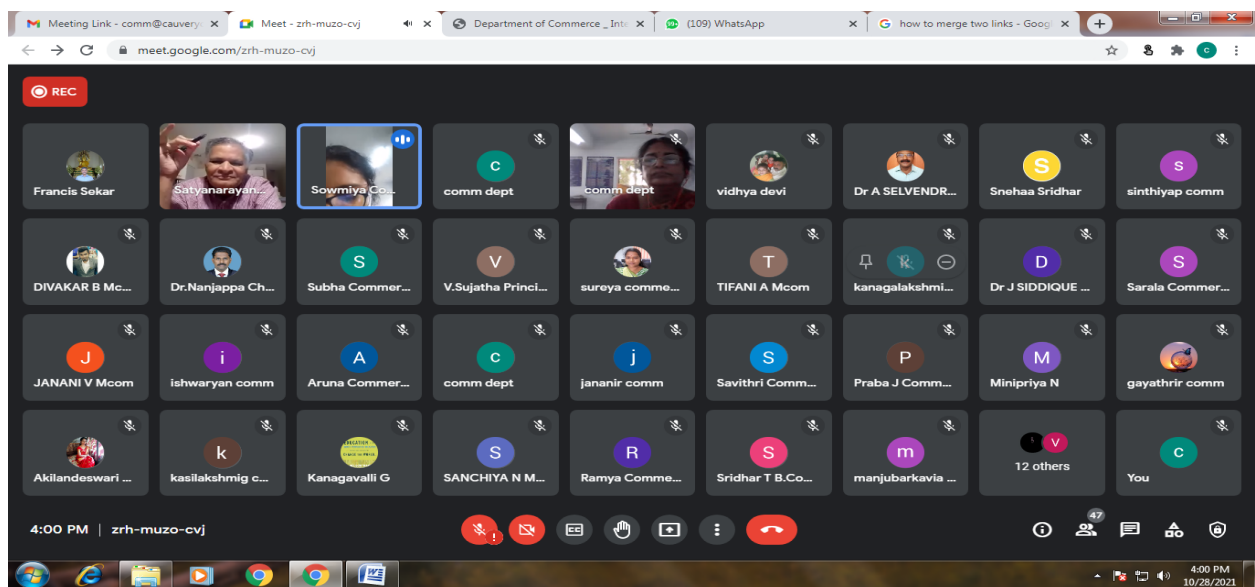 Meeting Link - comm@cauvery
Meet - zrh-muzo-cvj
Department of Commerce _ Inte
(109) WhatsApp
how to merge two links - Googl
meet.google.com/zrh-muzo-cvj
REC
Francis Sekar
Satyanarayan...
Sowmiya Co...
C
comm dept
comm dept
vidhya devi
Dr A SELVENDR...
S
Snehaa Sridhar
s
sinthiyap comm
DIVAKAR B Mc...
Dr.Nanjappa Ch...
S
Subha Commer...
V
V.Sujatha Princi...
sureya comme...
T
TIFANI A Mcom
kanagalakshmi...
D
Dr J SIDDIQUE ...
S
Sarala Commer...
J
JANANI V Mcom
i
ishwaryan comm
A
Aruna Commer...
c
comm dept
j
jananir comm
S
Savithri Comm...
P
Praba J Comm...
M
Minipriya N
gayathrir comm
Akilandeswari ...
k
kasilakshmig c...
Kanagavalli G
S
SANCHIYA N M...
R
Ramya Comme...
S
Sridhar T B.Co...
m
manjubarkavia ...
V
12 others
C
You
4:00 PM | zrh-muzo-cvj
47
4:00 PM
10/28/2021